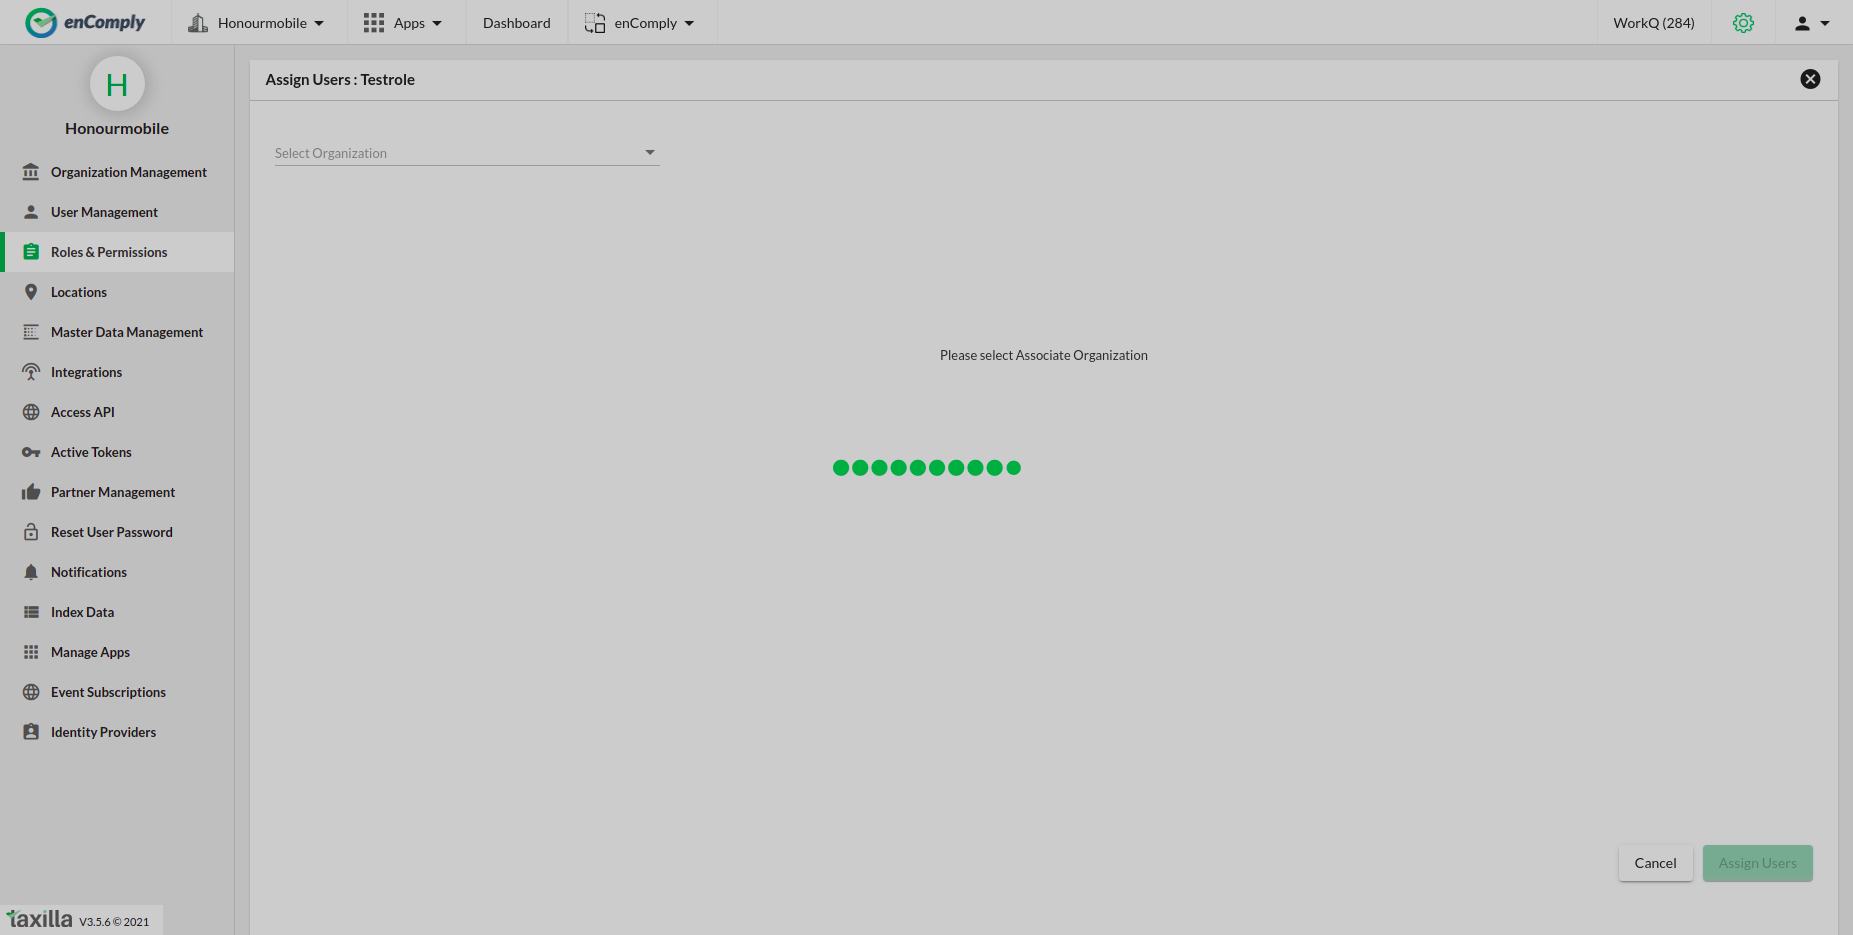 enComply
Honourmobile
Apps
Dashboard
enComply
WorkQ (284)
H
Honourmobile
Organization Management
User Management
Roles & Permissions
Locations
Master Data Management
Integrations
Access API
Active Tokens
Partner Management
Reset User Password
Notifications
Index Data
Manage Apps
Event Subscriptions
Identity Providers
taxilla V3.5.6 © 2021
Assign Users : Testrole
Select Organization
Please select Associate Organization
Cancel
Assign Users